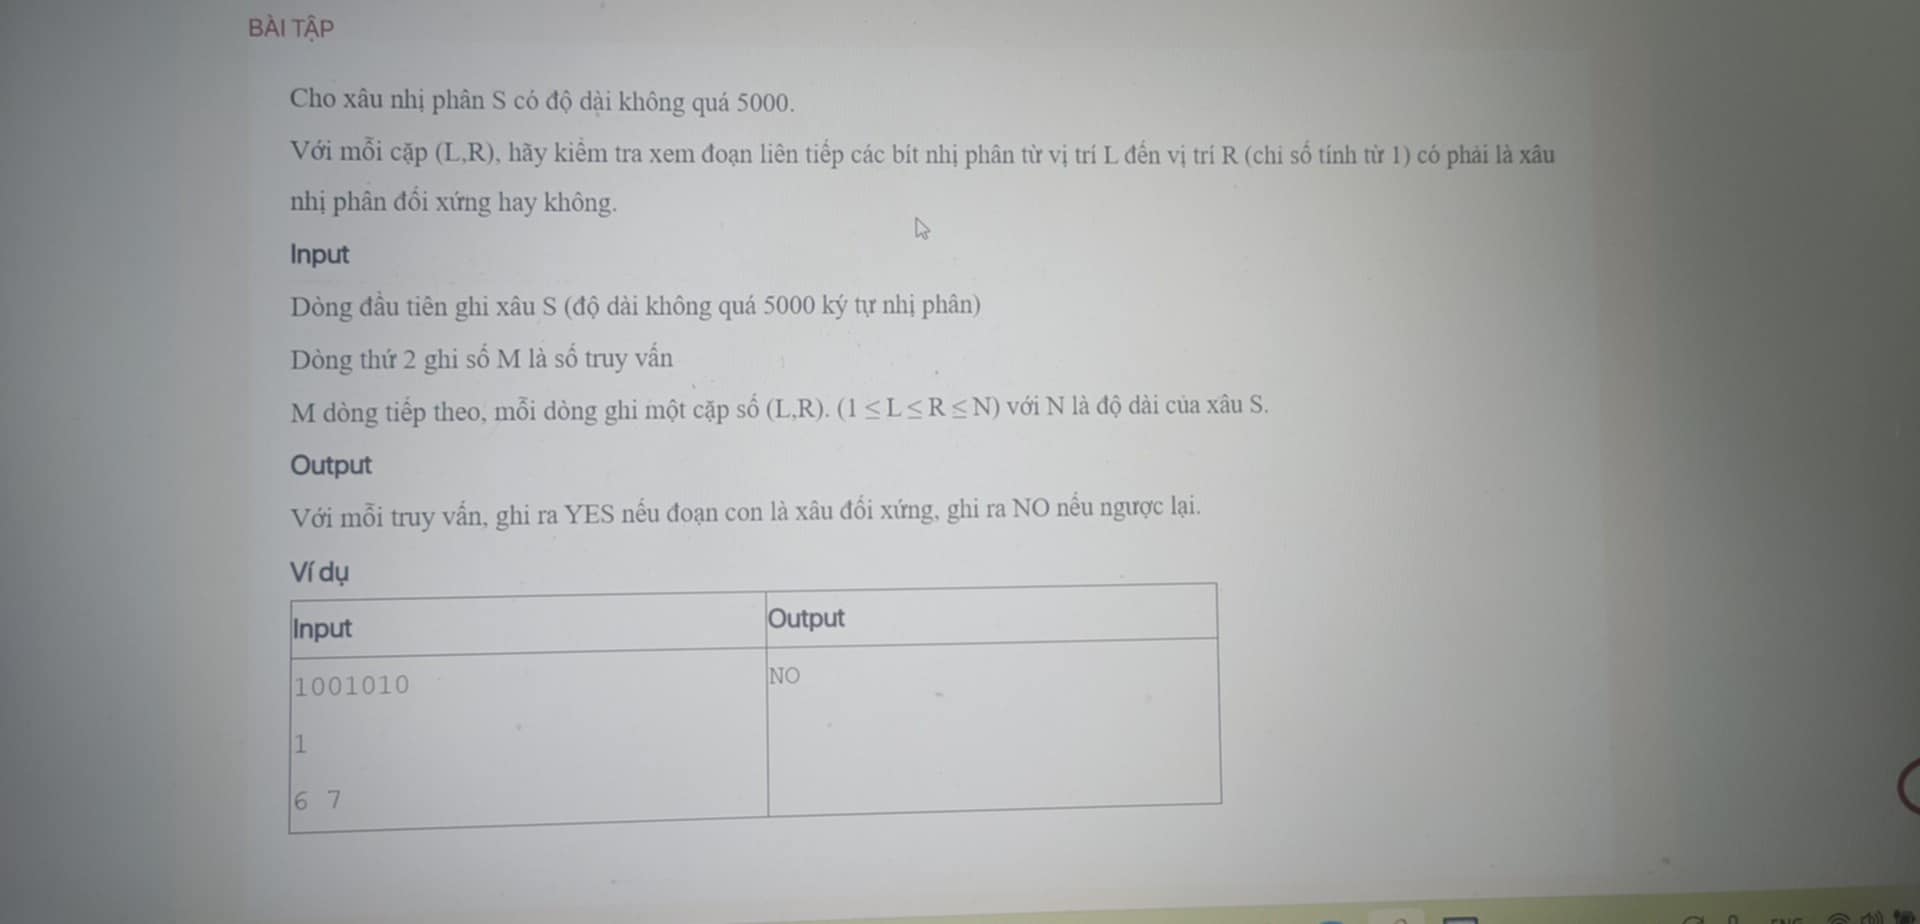 BÀI TẬP
Cho xâu nhị phân S có độ dài không quá 5000.
Với mỗi cặp (L,R), hãy kiểm tra xem đoạn liên tiếp các bít nhị phân từ vị trí L đến vị trí R (chỉ số tính từ 1) có phải là xâu
nhị phân đối xứng hay không.
Input
Dòng đầu tiên ghi xâu S (độ dài không quá 5000 ký tự nhị phân)
Dòng thứ 2 ghi số M là số truy vấn
M dòng tiếp theo, mỗi dòng ghi một cặp số (L,R). (1 ≤ L ≤ R ≤ N) với N là độ dài của xâu S.
Output
Với mỗi truy vấn, ghi ra YES nếu đoạn con là xâu đối xứng, ghi ra NO nếu ngược lại.
Ví dụ
Input Output
1001010 NO
1
6 7